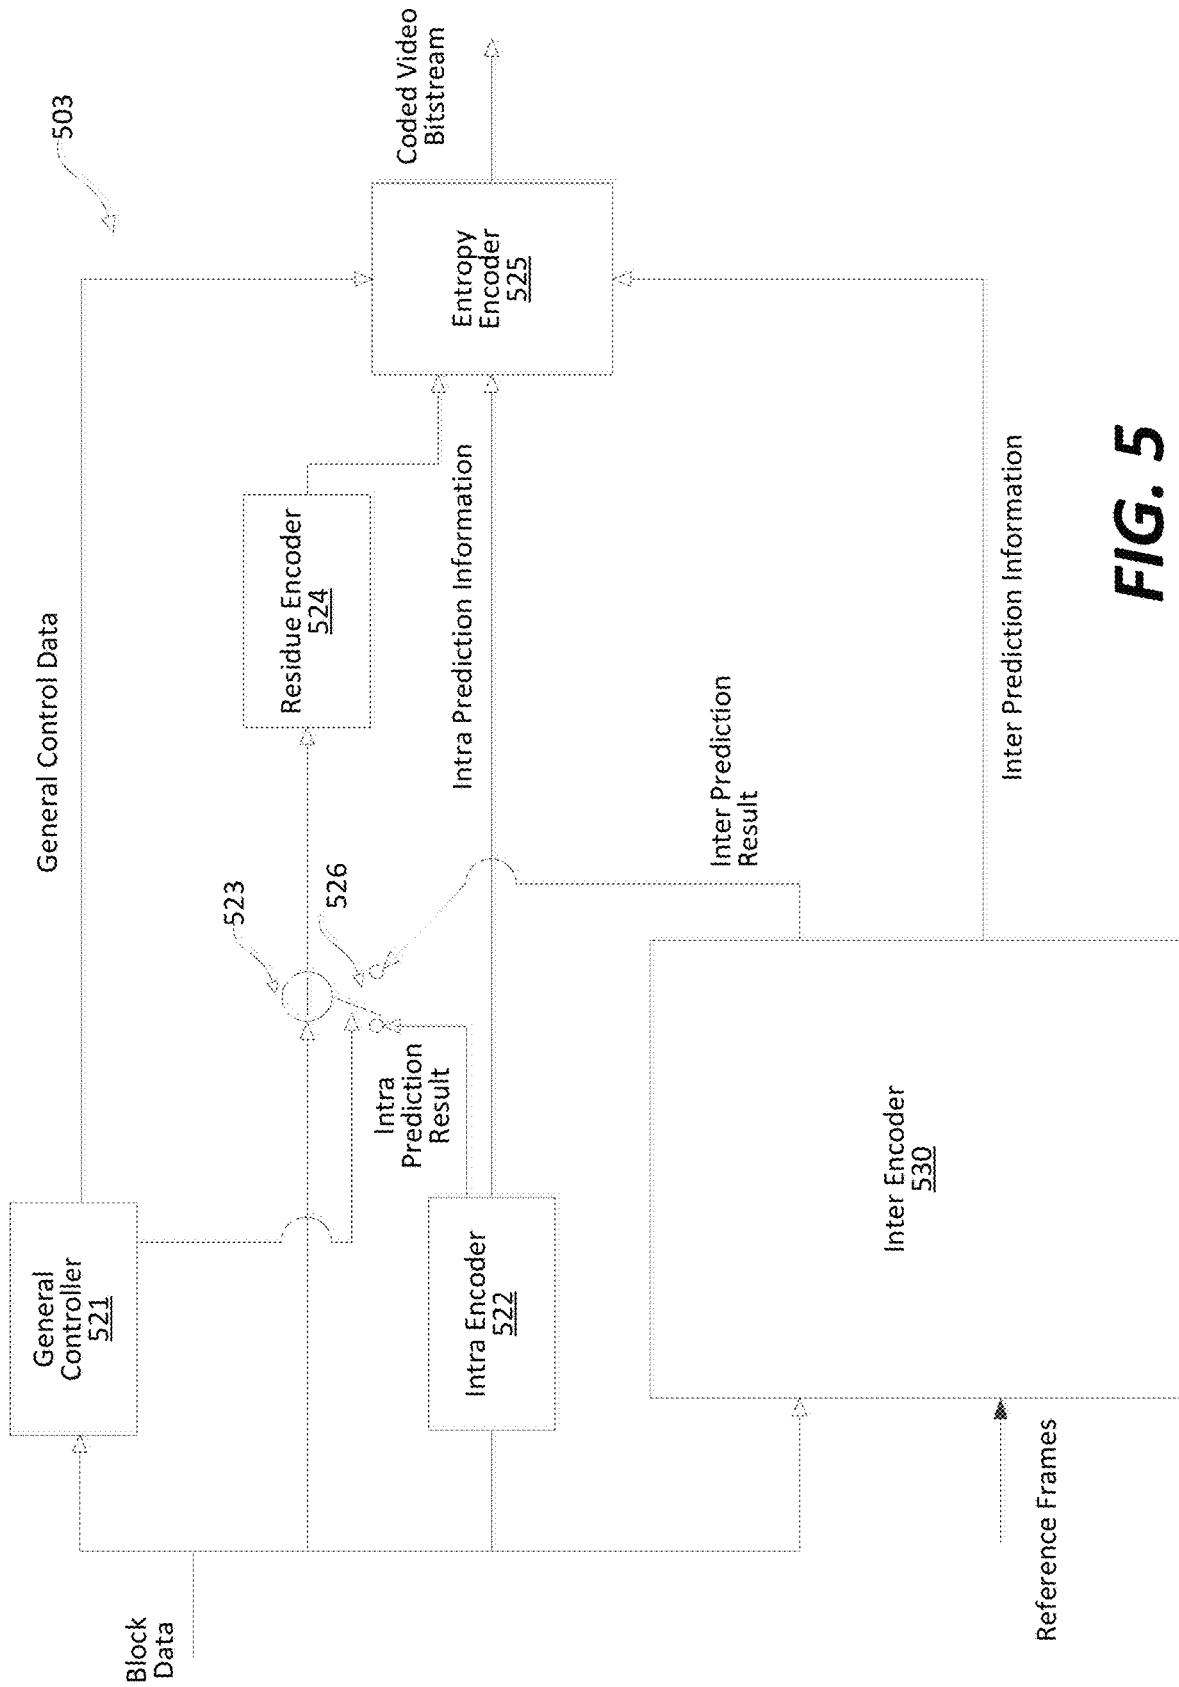 503
General Control Data
General
Controller
521
Block
Data
523
526
Residue Encoder
524
Coded Video
Bitstream
Entropy
Encoder
525
Intra
Prediction
Result
Intra Encoder
522
Intra Prediction Information
Inter Prediction
Result
Inter Encoder
530
Inter Prediction Information
Reference Frames
FIG. 5